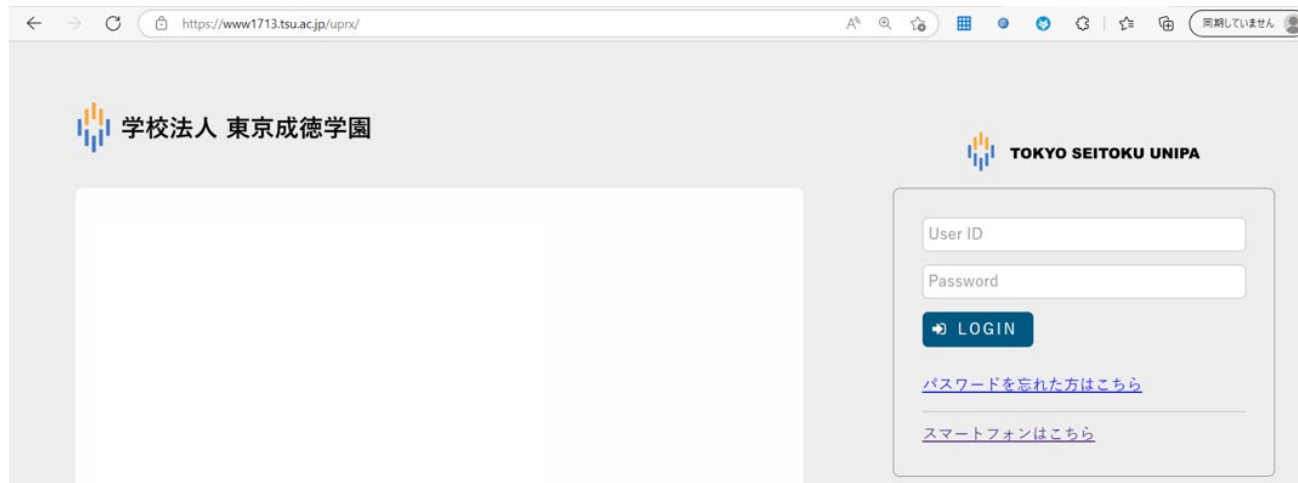 https://www1713.tsu.ac.jp/uprx/
同期していません
学校法人 東京成徳学園
TOKYO SEITOKU UNIPA
User ID
Password
LOGIN
パスワードを忘れた方はこちら
スマートフォンはこちら